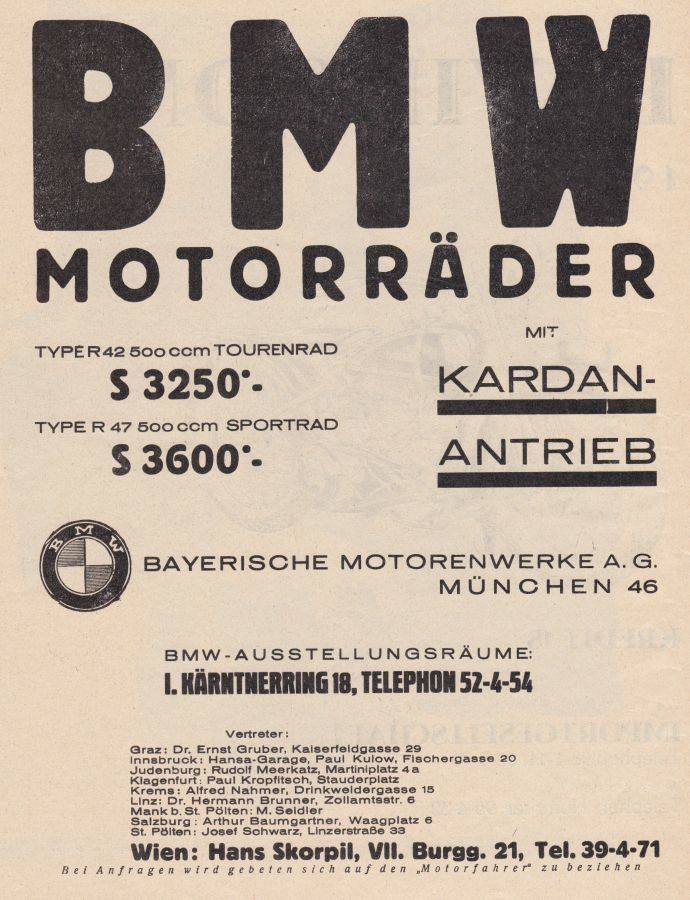 BMW
MOTORRÄDER
TYPE R 42 500 ccm TOURENRAD
S 3250·-
TYPE R 47 500 ccm SPORTRAD
S 3600·-
MIT
KARDAN-
ANTRIEB
BMW
BAYERISCHE MOTORENWERKE A. G.
MÜNCHEN 46
BMW-AUSSTELLUNGSRÄUME:
I. KÄRNTNERRING 18, TELEPHON 52-4-54
Vertreter:
Graz: Dr. Ernst Gruber, Kaiserfeldgasse 29
Innsbruck: Hansa-Garage, Paul Kulow, Fischergasse 20
Judenburg: Rudolf Meerkatz, Martiniplatz 4a
Klagenfurt: Paul Kropfitsch, Stauderplatz
Krems: Alfred Nahmer, Drinkweldergasse 15
Linz: Dr. Hermann Brunner, Zollamtsstr. 6
Mank b. St. Pölten: M. Seidler
Salzburg: Arthur Baumgartner, Waagplatz 6
St. Pölten: Josef Schwarz, Linzerstraße 33
Wien: Hans Skorpil, VII. Burgg. 21, Tel. 39-4-71
Bei Anfragen wird gebeten sich auf den „Motorfahrer" zu beziehen